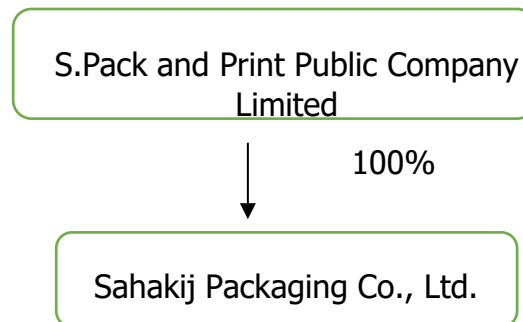 S.Pack and Print Public Company
Limited
100%
Sahakij Packaging Co., Ltd.